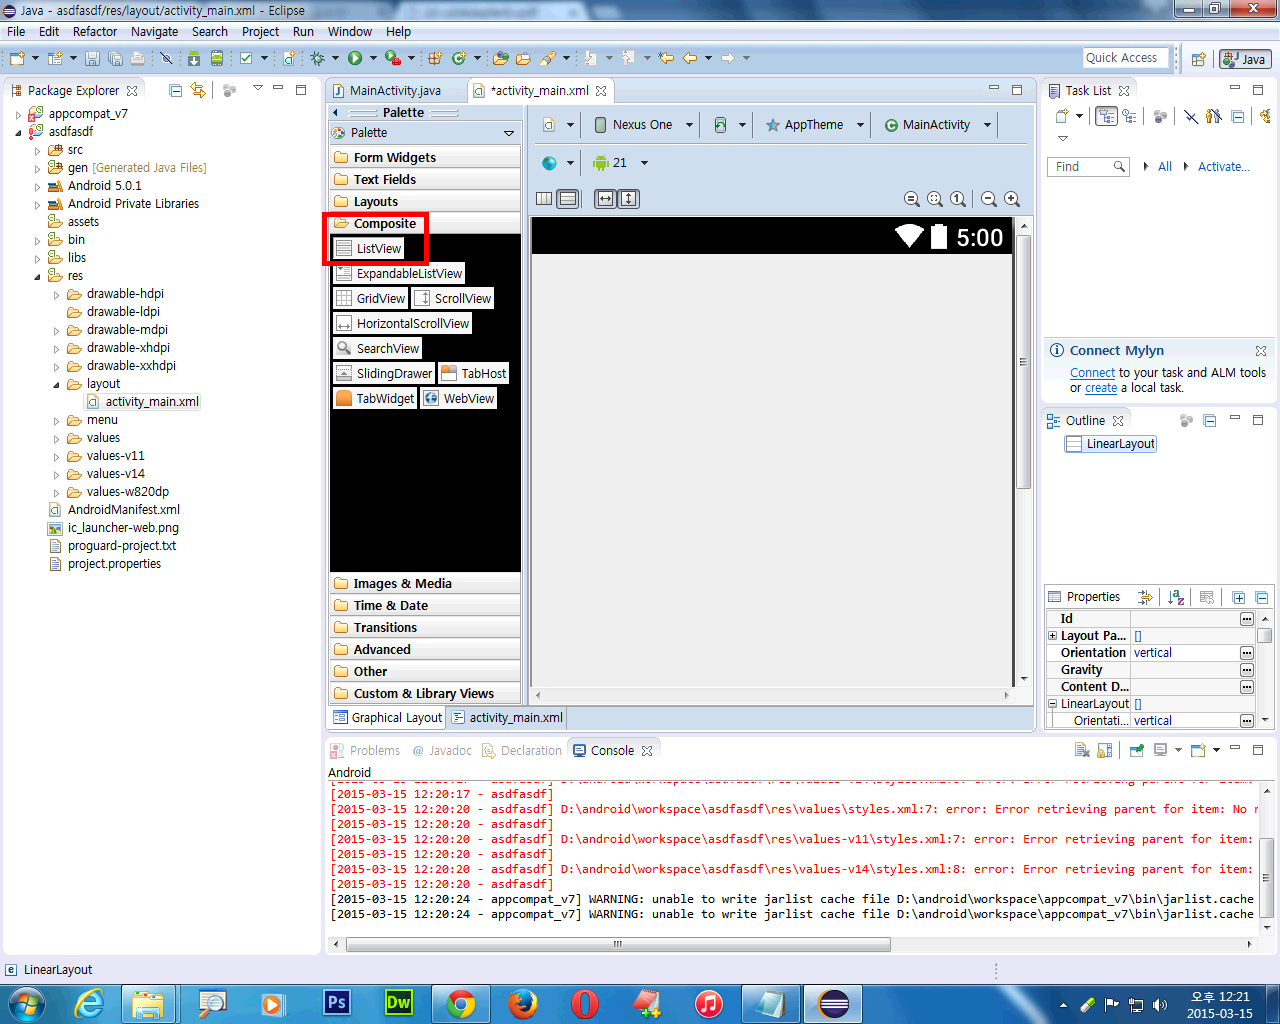 Java - asdfasdf/res/layout/activity_main.xml - Eclipse
File Edit Refactor Navigate Search Project Run Window Help
Quick Access
Java
Package Explorer
appcompat_v7
asdfasdf
src
gen [Generated Java Files]
Android 5.0.1
Android Private Libraries
assets
bin
libs
res
drawable-hdpi
drawable-ldpi
drawable-mdpi
drawable-xhdpi
drawable-xxhdpi
layout
activity_main.xml
menu
values
values-v11
values-v14
values-w820dp
AndroidManifest.xml
ic_launcher-web.png
proguard-project.txt
project.properties
MainActivity.java
*activity_main.xml
Palette
Palette
Form Widgets
Text Fields
Layouts
Composite
ListView
ExpandableListView
GridView ScrollView
HorizontalScrollView
SearchView
SlidingDrawer TabHost
TabWidget WebView
Images & Media
Time & Date
Transitions
Advanced
Other
Custom & Library Views
Graphical Layout activity_main.xml
Nexus One AppTheme MainActivity
21
5:00
Task List
Find All Activate...
Connect Mylyn
Connect to your task and ALM tools
or create a local task.
Outline
LinearLayout
Properties
Id
Layout Pa... []
Orientation vertical
Gravity
Content D...
LinearLayout []
Orientati... vertical
Problems @ Javadoc Declaration Console
Android
[2015-03-15 12:20:17 - asdfasdf]
[2015-03-15 12:20:20 - asdfasdf] D:\android\workspace\asdfasdf\res\values\styles.xml:7: error: Error retrieving parent for item: No
[2015-03-15 12:20:20 - asdfasdf]
[2015-03-15 12:20:20 - asdfasdf] D:\android\workspace\asdfasdf\res\values-v11\styles.xml:7: error: Error retrieving parent for item:
[2015-03-15 12:20:20 - asdfasdf]
[2015-03-15 12:20:20 - asdfasdf] D:\android\workspace\asdfasdf\res\values-v14\styles.xml:8: error: Error retrieving parent for item:
[2015-03-15 12:20:20 - asdfasdf]
[2015-03-15 12:20:24 - appcompat_v7] WARNING: unable to write jarlist cache file D:\android\workspace\appcompat_v7\bin\jarlist.cache
[2015-03-15 12:20:24 - appcompat_v7] WARNING: unable to write jarlist cache file D:\android\workspace\appcompat_v7\bin\jarlist.cache
LinearLayout
Ps
Dw
오후 12:21
2015-03-15